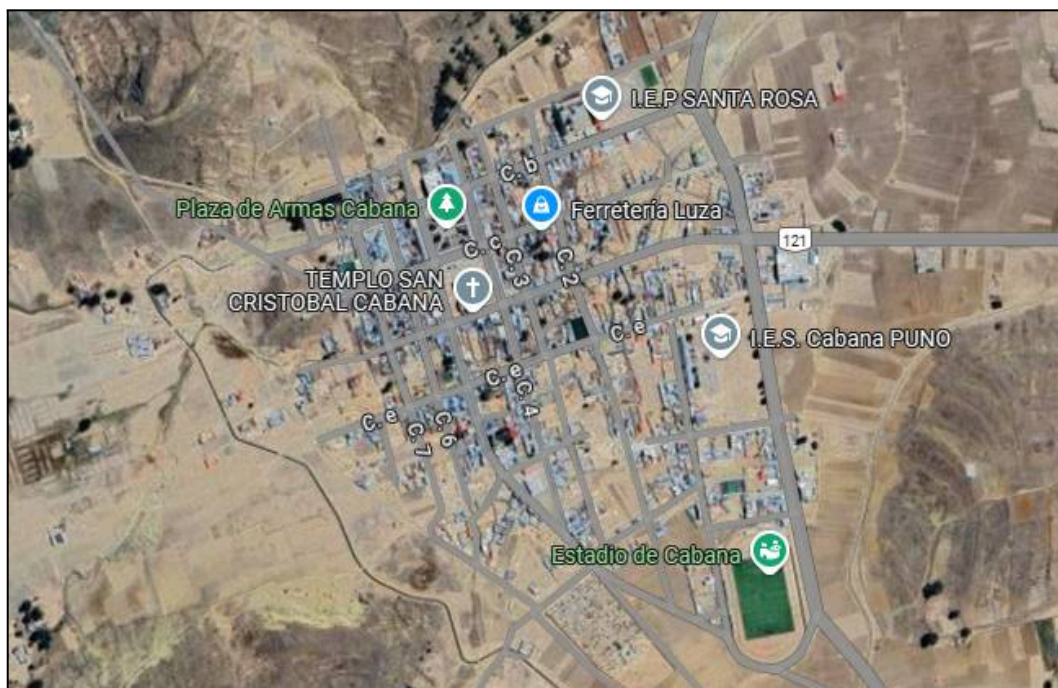 I.E.P SANTA ROSA
C. b
Plaza de Armas Cabana
Ferretería Luza
C. c
C. 3
C. 2
121
TEMPLO SAN
CRISTOBAL CABANA
C. e
I.E.S. Cabana PUNO
C. e
C. 4
C. e
C. 6
C. 7
Estadio de Cabana